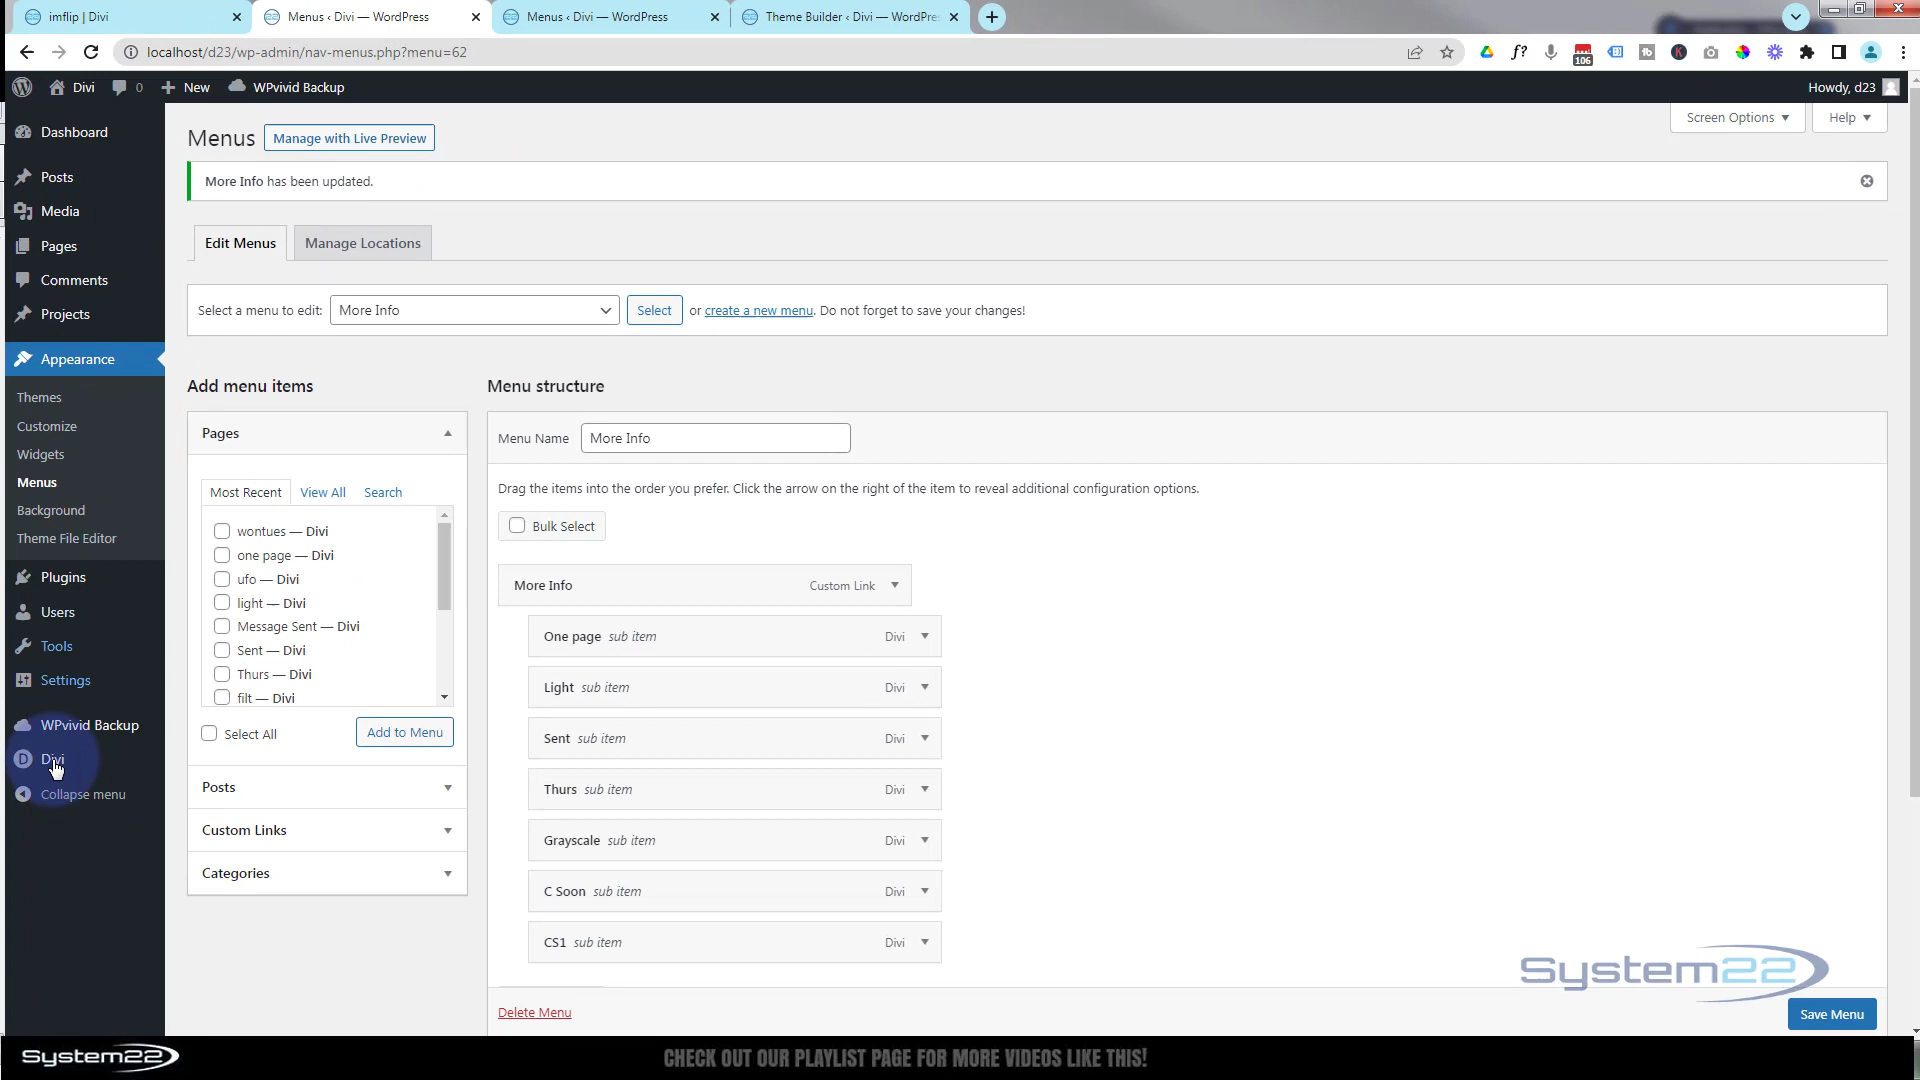 imflip | Divi
Menus ‹ Divi — WordPress
Menus ‹ Divi — WordPress
Theme Builder ‹ Divi — WordPre
localhost/d23/wp-admin/nav-menus.php?menu=62
106
Divi
0
New
WPvivid Backup
Howdy, d23
Dashboard
Posts
Media
Pages
Comments
Projects
Appearance
Themes
Customize
Widgets
Menus
Background
Theme File Editor
Plugins
Users
Tools
Settings
WPvivid Backup
Divi
Collapse menu
Screen Options
Help
Menus
Manage with Live Preview
More Info has been updated.
Edit Menus
Manage Locations
Select a menu to edit: More Info Select or create a new menu. Do not forget to save your changes!
Add menu items
Pages
Most Recent View All Search
wontues — Divi
one page — Divi
ufo — Divi
light — Divi
Message Sent — Divi
Sent — Divi
Thurs — Divi
filt — Divi
Select All
Add to Menu
Posts
Custom Links
Categories
Menu structure
Menu Name More Info
Drag the items into the order you prefer. Click the arrow on the right of the item to reveal additional configuration options.
Bulk Select
More Info Custom Link
One page sub item Divi
Light sub item Divi
Sent sub item Divi
Thurs sub item Divi
Grayscale sub item Divi
C Soon sub item Divi
CS1 sub item Divi
Delete Menu
Save Menu
System22
System22
CHECK OUT OUR PLAYLIST PAGE FOR MORE VIDEOS LIKE THIS!